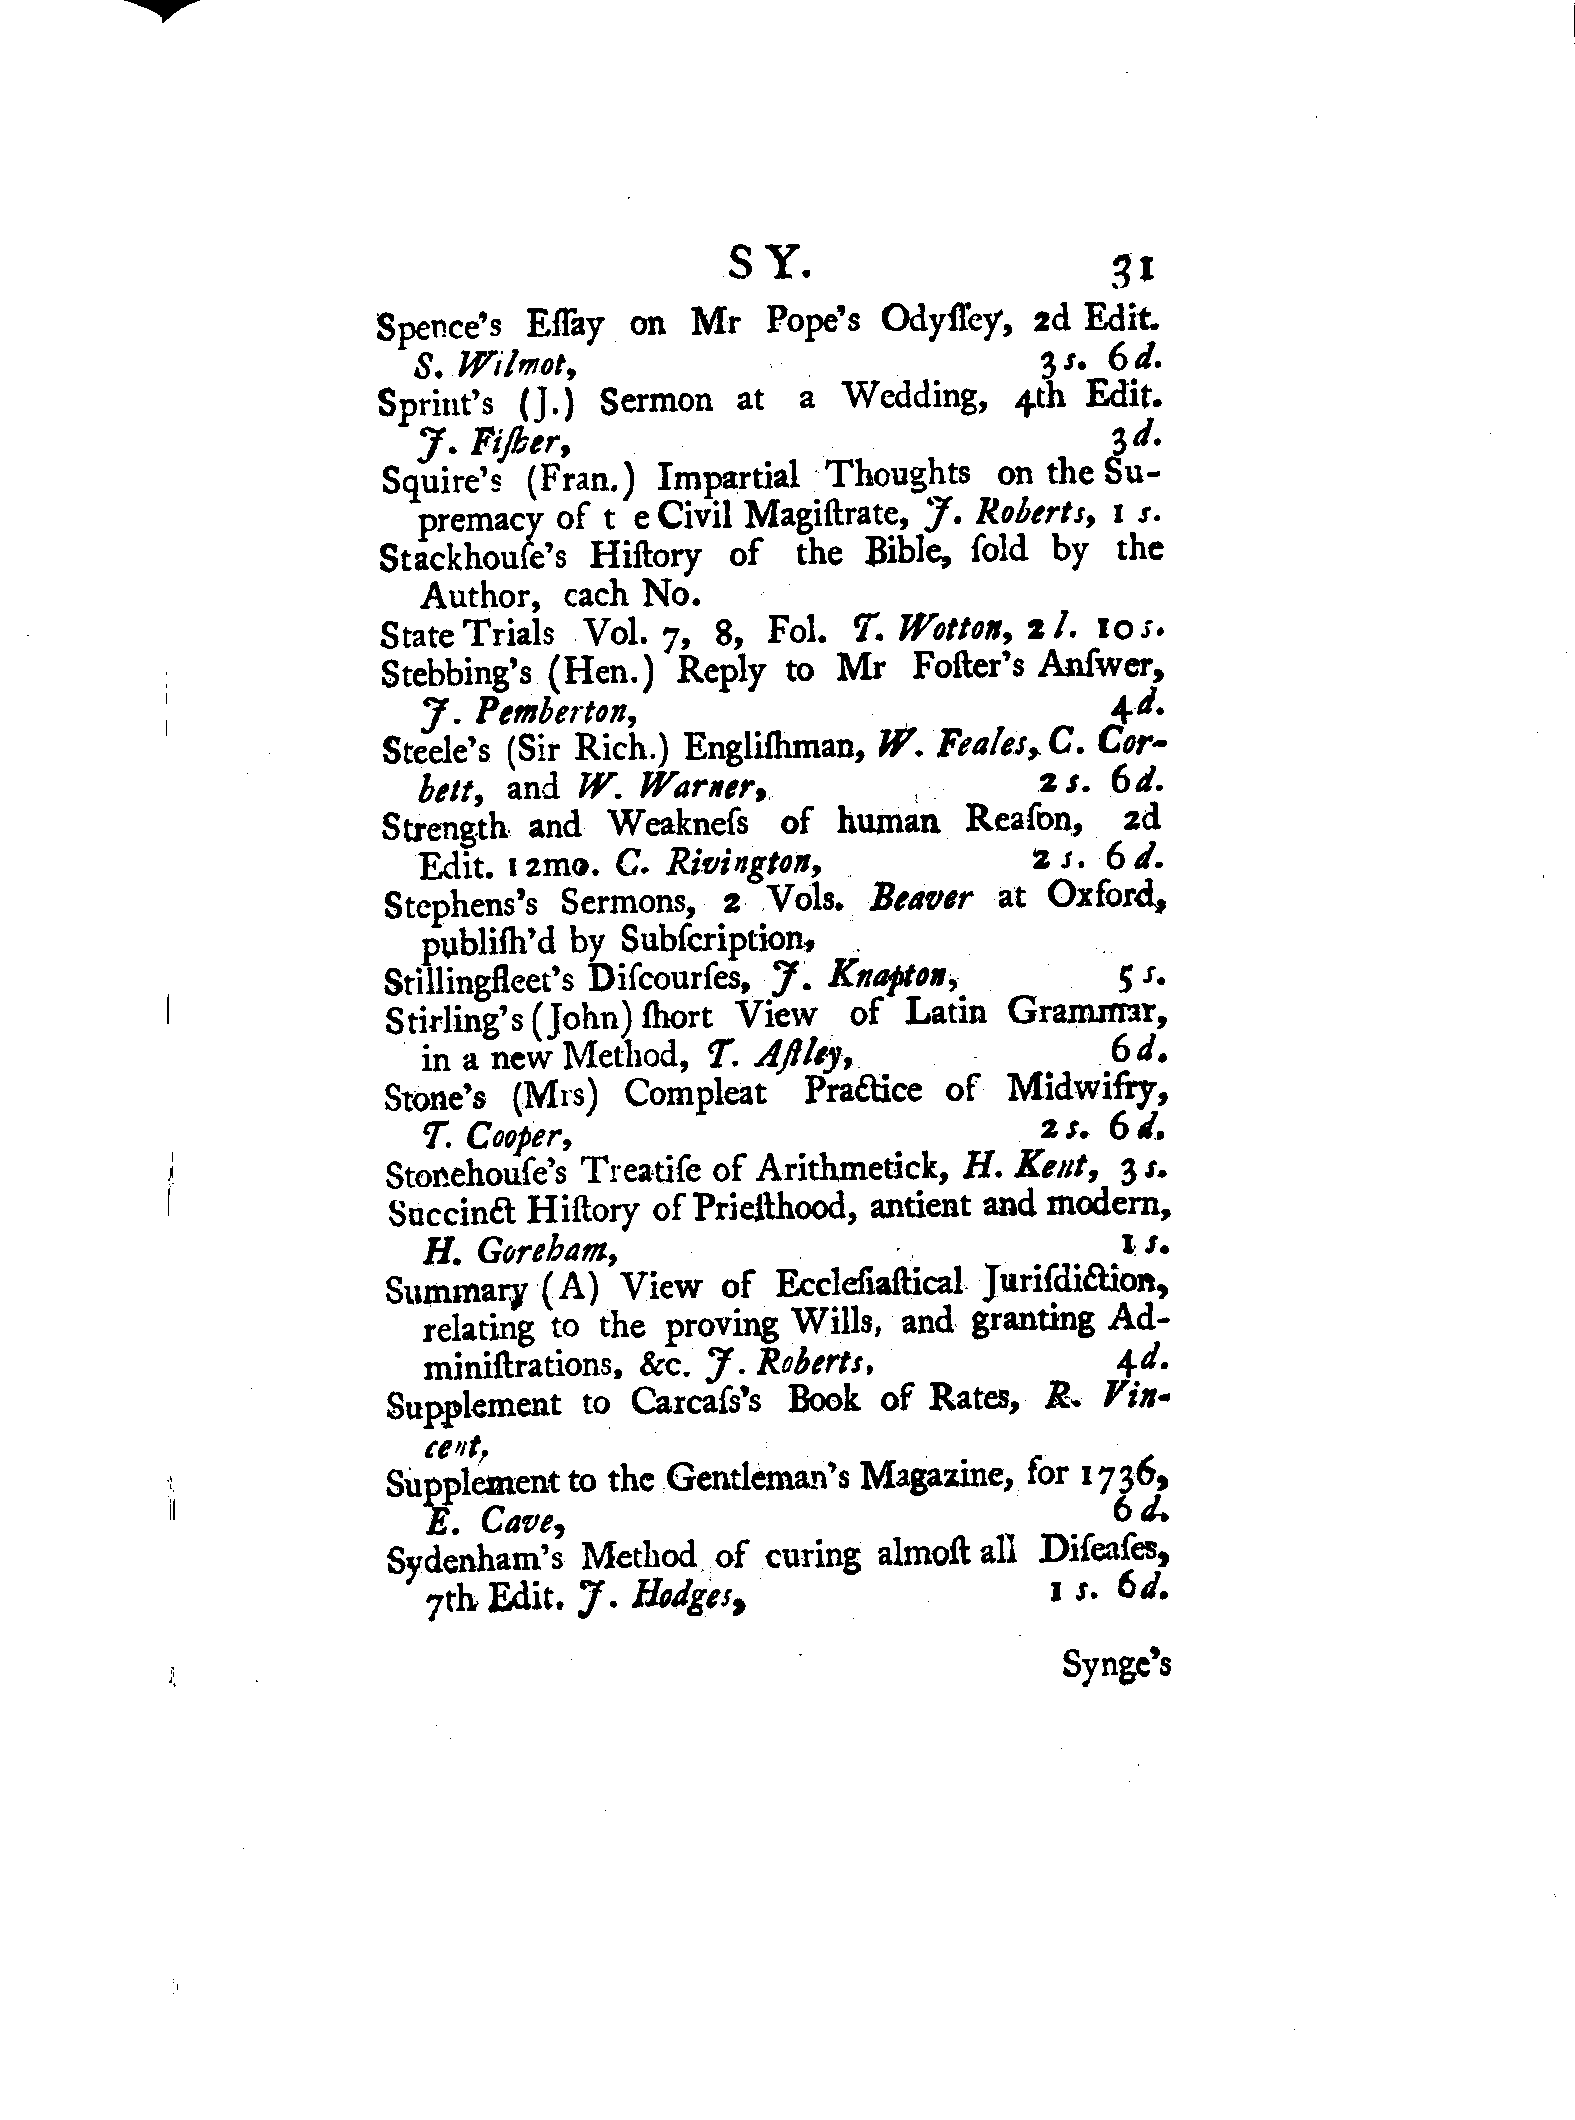 S Y. 31
Spence's Eſſay on Mr Pope's Odyſſey, 2d Edit.
S. Wilmot, 3 s. 6 d.
Sprint's (J.) Sermon at a Wedding, 4th Edit.
J. Fiſher, 3 d.
Squire's (Fran.) Impartial Thoughts on the Su-
premacy of t e Civil Magiſtrate, J. Roberts, 1 s.
Stackhouſe's Hiſtory of the Bible, ſold by the
Author, each No.
State Trials Vol. 7, 8, Fol. T. Wotton, 2 l. 10 s.
Stebbing's (Hen.) Reply to Mr Foſter's Anſwer,
J. Pemberton, 4 d.
Steele's (Sir Rich.) Engliſhman, W. Feales, C. Cor-
bett, and W. Warner, 2 s. 6 d.
Strength and Weakneſs of human Reaſon, 2d
Edit. 12mo. C. Rivington, 2 s. 6 d.
Stephens's Sermons, 2 Vols. Beaver at Oxford,
publiſh'd by Subſcription,
Stillingfleet's Diſcourſes, J. Knapton, 5 s.
Stirling's (John) ſhort View of Latin Grammar,
in a new Method, T. Aſtley, 6 d.
Stone's (Mrs) Compleat Practice of Midwifry,
T. Cooper, 2 s. 6 d.
Stonehouſe's Treatiſe of Arithmetick, H. Kent, 3 s.
Succinct Hiſtory of Prieſthood, antient and modern,
H. Goreham, 1 s.
Summary (A) View of Eccleſiaſtical Juriſdiction,
relating to the proving Wills, and granting Ad-
miniſtrations, &c. J. Roberts, 4 d.
Supplement to Carcaſs's Book of Rates, R. Vin-
cent,
Supplement to the Gentleman's Magazine, for 1736,
E. Cave, 6 d.
Sydenham's Method of curing almoſt all Diſeaſes,
7th Edit. J. Hodges, 1 s. 6 d.
Synge's